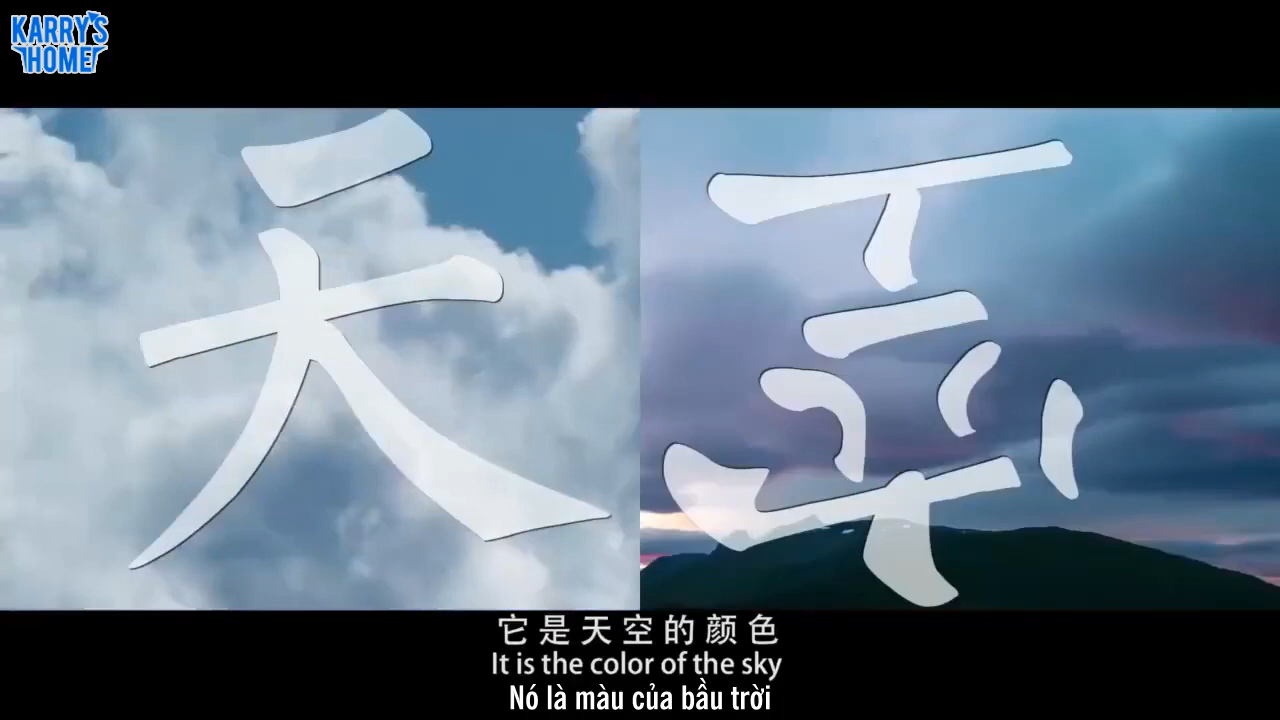 KARRY'S
HOME
天空
它是天空的颜色
It is the color of the sky
Nó là màu của bầu trời